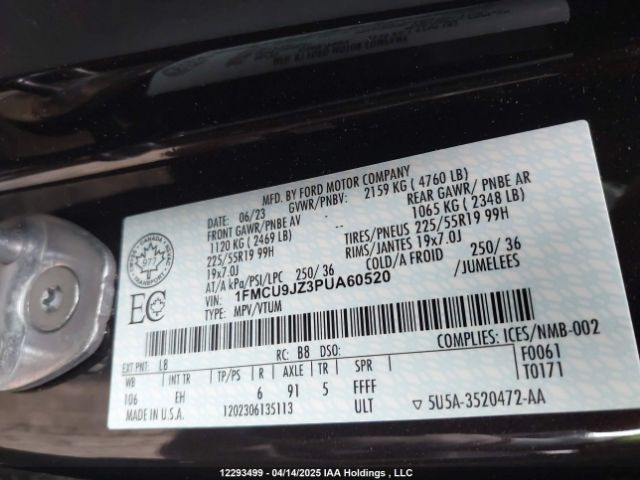 MFD. BY FORD MOTOR COMPANY
06/23 GVWR/PNBV: 2159 KG ( 4760 LB)
FRONT GAWR/PNBE AV REAR GAWR/ PNBE AR
1120 KG ( 2469 LB) 1065 KG ( 2348 LB)
225/55R19 99H TIRES/PNEUS 225/55R19 99H
19x7.0J RIMS/JANTES 19x7.0J
AT/A kPa/PSI/LPC 250/ 36 COLD/A FROID 250/ 36
VIN: 1FMCU9JZ3PUA60520 /JUMELEES
TYPE: MPV/VTUM
CANADA
977
TRANSPORT
EC
COMPLIES: ICES/NMB-002
RC: B8 DSO: F0061
EXT PNT: L8 T0171
WB INT TR TP/PS R AXLE TR SPR
106 EH 6 91 5 FFFF
MADE IN U.S.A. 1202306135113 ULT ▽ 5U5A-3520472-AA
12293499 - 04/14/2025 IAA Holdings , LLC